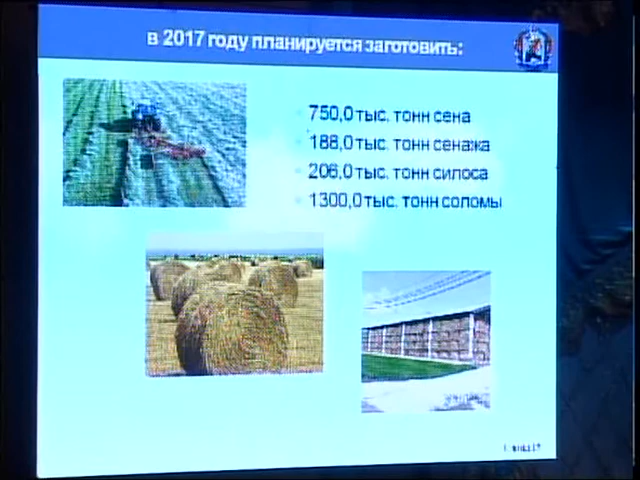 в 2017 году планируется заготовить:
750,0 тыс. тонн сена
188,0 тыс. тонн сенажа
206,0 тыс. тонн силоса
1300,0 тыс. тонн соломы